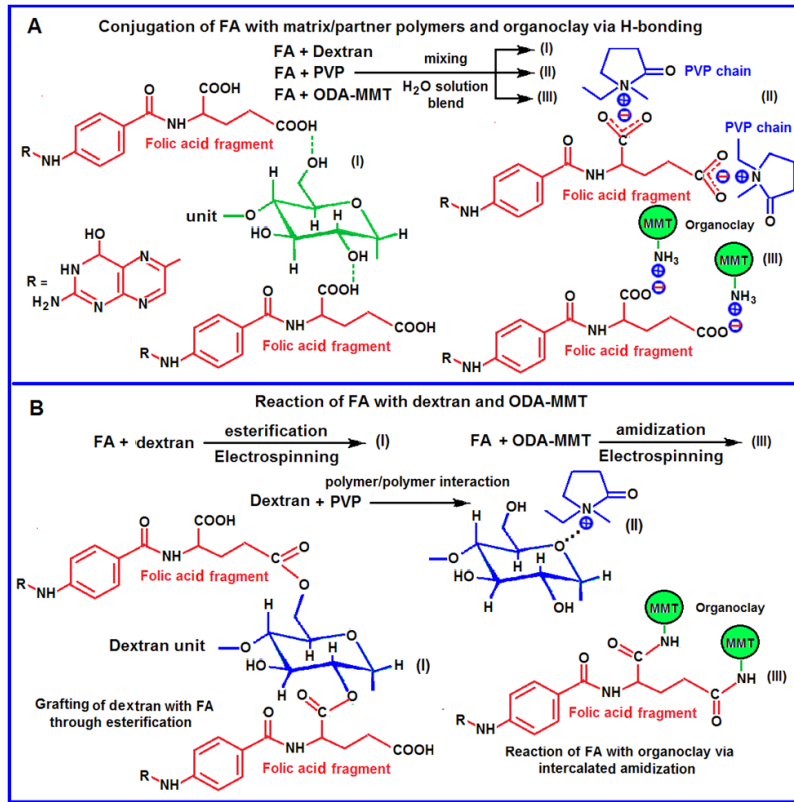 A
Conjugation of FA with matrix/partner polymers and organoclay via H-bonding
FA + Dextran
FA + PVP
FA + ODA-MMT
mixing
H₂O solution
blend
(I)
(II)
(III)
N
O
PVP chain
(II)
PVP chain
COOH
O
NH
COOH
Folic acid fragment
R
NH
OH
(I)
H
O
H
unit
O
HO
H
H
OH
H
O O
O
NH
O
O
N
O
Folic acid fragment
R
NH
OH
HN
N
R =
H₂N
N
N
COOH
O
NH
COOH
Folic acid fragment
R
NH
MMT
Organoclay
NH₃
MMT
(III)
NH₃
COO
O
NH
COO
Folic acid fragment
R
NH
B
Reaction of FA with dextran and ODA-MMT
FA + dextran
esterification
Electrospinning
(I)
FA + ODA-MMT
amidization
Electrospinning
(III)
Dextran + PVP
polymer/polymer interaction
N
O
(II)
HO
H
O
O
H
HO
H
H
OH
H
COOH
O
NH
C
O
O
Folic acid fragment
R
NH
Dextran unit
H
O
O
H
HO
H
H
O
H
(I)
Grafting of dextran with FA
through esterification
O
C
O
NH
COOH
Folic acid fragment
R
NH
MMT
Organoclay
NH
MMT
O
C
NH
(III)
O
NH
C
O
Folic acid fragment
R
NH
Reaction of FA with organoclay via
intercalated amidization